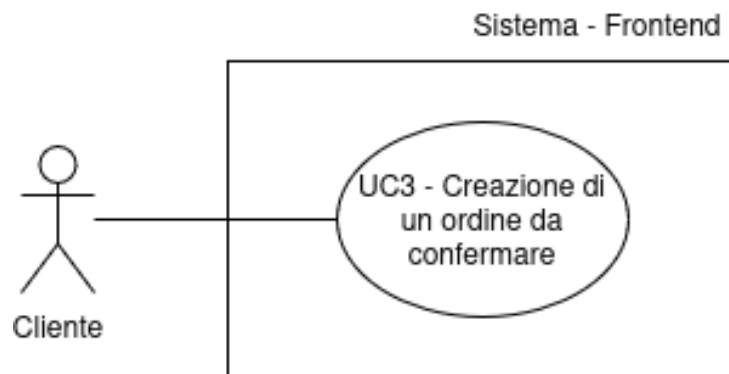 Sistema - Frontend
UC3 - Creazione di
un ordine da
confermare
Cliente